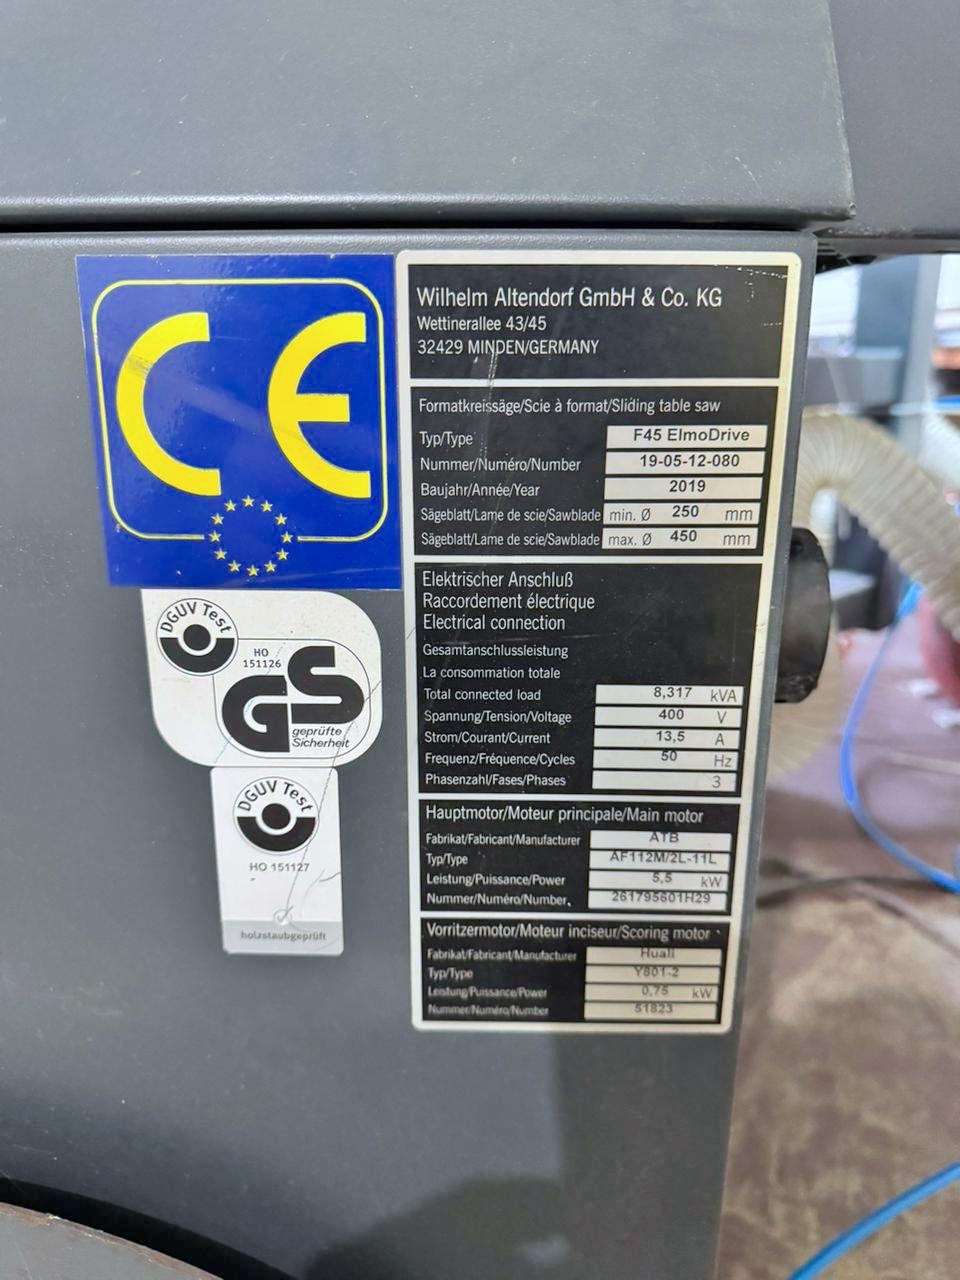 CE
Wilhelm Altendorf GmbH & Co. KG
Wettinerallee 43/45
32429 MINDEN/GERMANY
Formatkreissäge/Scie à format/Sliding table saw
Typ/Type F45 ElmoDrive
Nummer/Numéro/Number 19-05-12-080
Baujahr/Année/Year 2019
Sägeblatt/Lame de scie/Sawblade min. Ø 250 mm
Sägeblatt/Lame de scie/Sawblade max. Ø 450 mm
Elektrischer Anschluß
Raccordement électrique
Electrical connection
Gesamtanschlussleistung
La consommation totale
Total connected load 8,317 kVA
Spannung/Tension/Voltage 400 V
Strom/Courant/Current 13,5 A
Frequenz/Fréquence/Cycles 50 Hz
Phasenzahl/Fases/Phases 3
Hauptmotor/Moteur principale/Main motor
Fabrikat/Fabricant/Manufacturer ATB
Typ/Type AF112M/2L-11L
Leistung/Puissance/Power 5,5 kW
Nummer/Numéro/Number. 261795601H29
Vorritzermotor/Moteur inciseur/Scoring motor
Fabrikat/Fabricant/Manufacturer Huali
Typ/Type Y801-2
Leistung/Puissance/Power 0,75 kW
Nummer/Numéro/Number 51823
DGUV Test
HO
151126
GS
geprüfte
Sicherheit
DGUV Test
HO 151127
holzstaubgeprüft